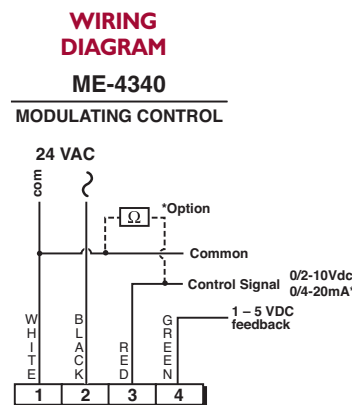 WIRING
DIAGRAM
ME-4340
MODULATING CONTROL
24 VAC
com
Ω
*Option
Common
Control Signal
0/2-10Vdc
0/4-20mA*
1 – 5 VDC
feedback
WHITE
BLACK
RED
GREEN
1 2 3 4